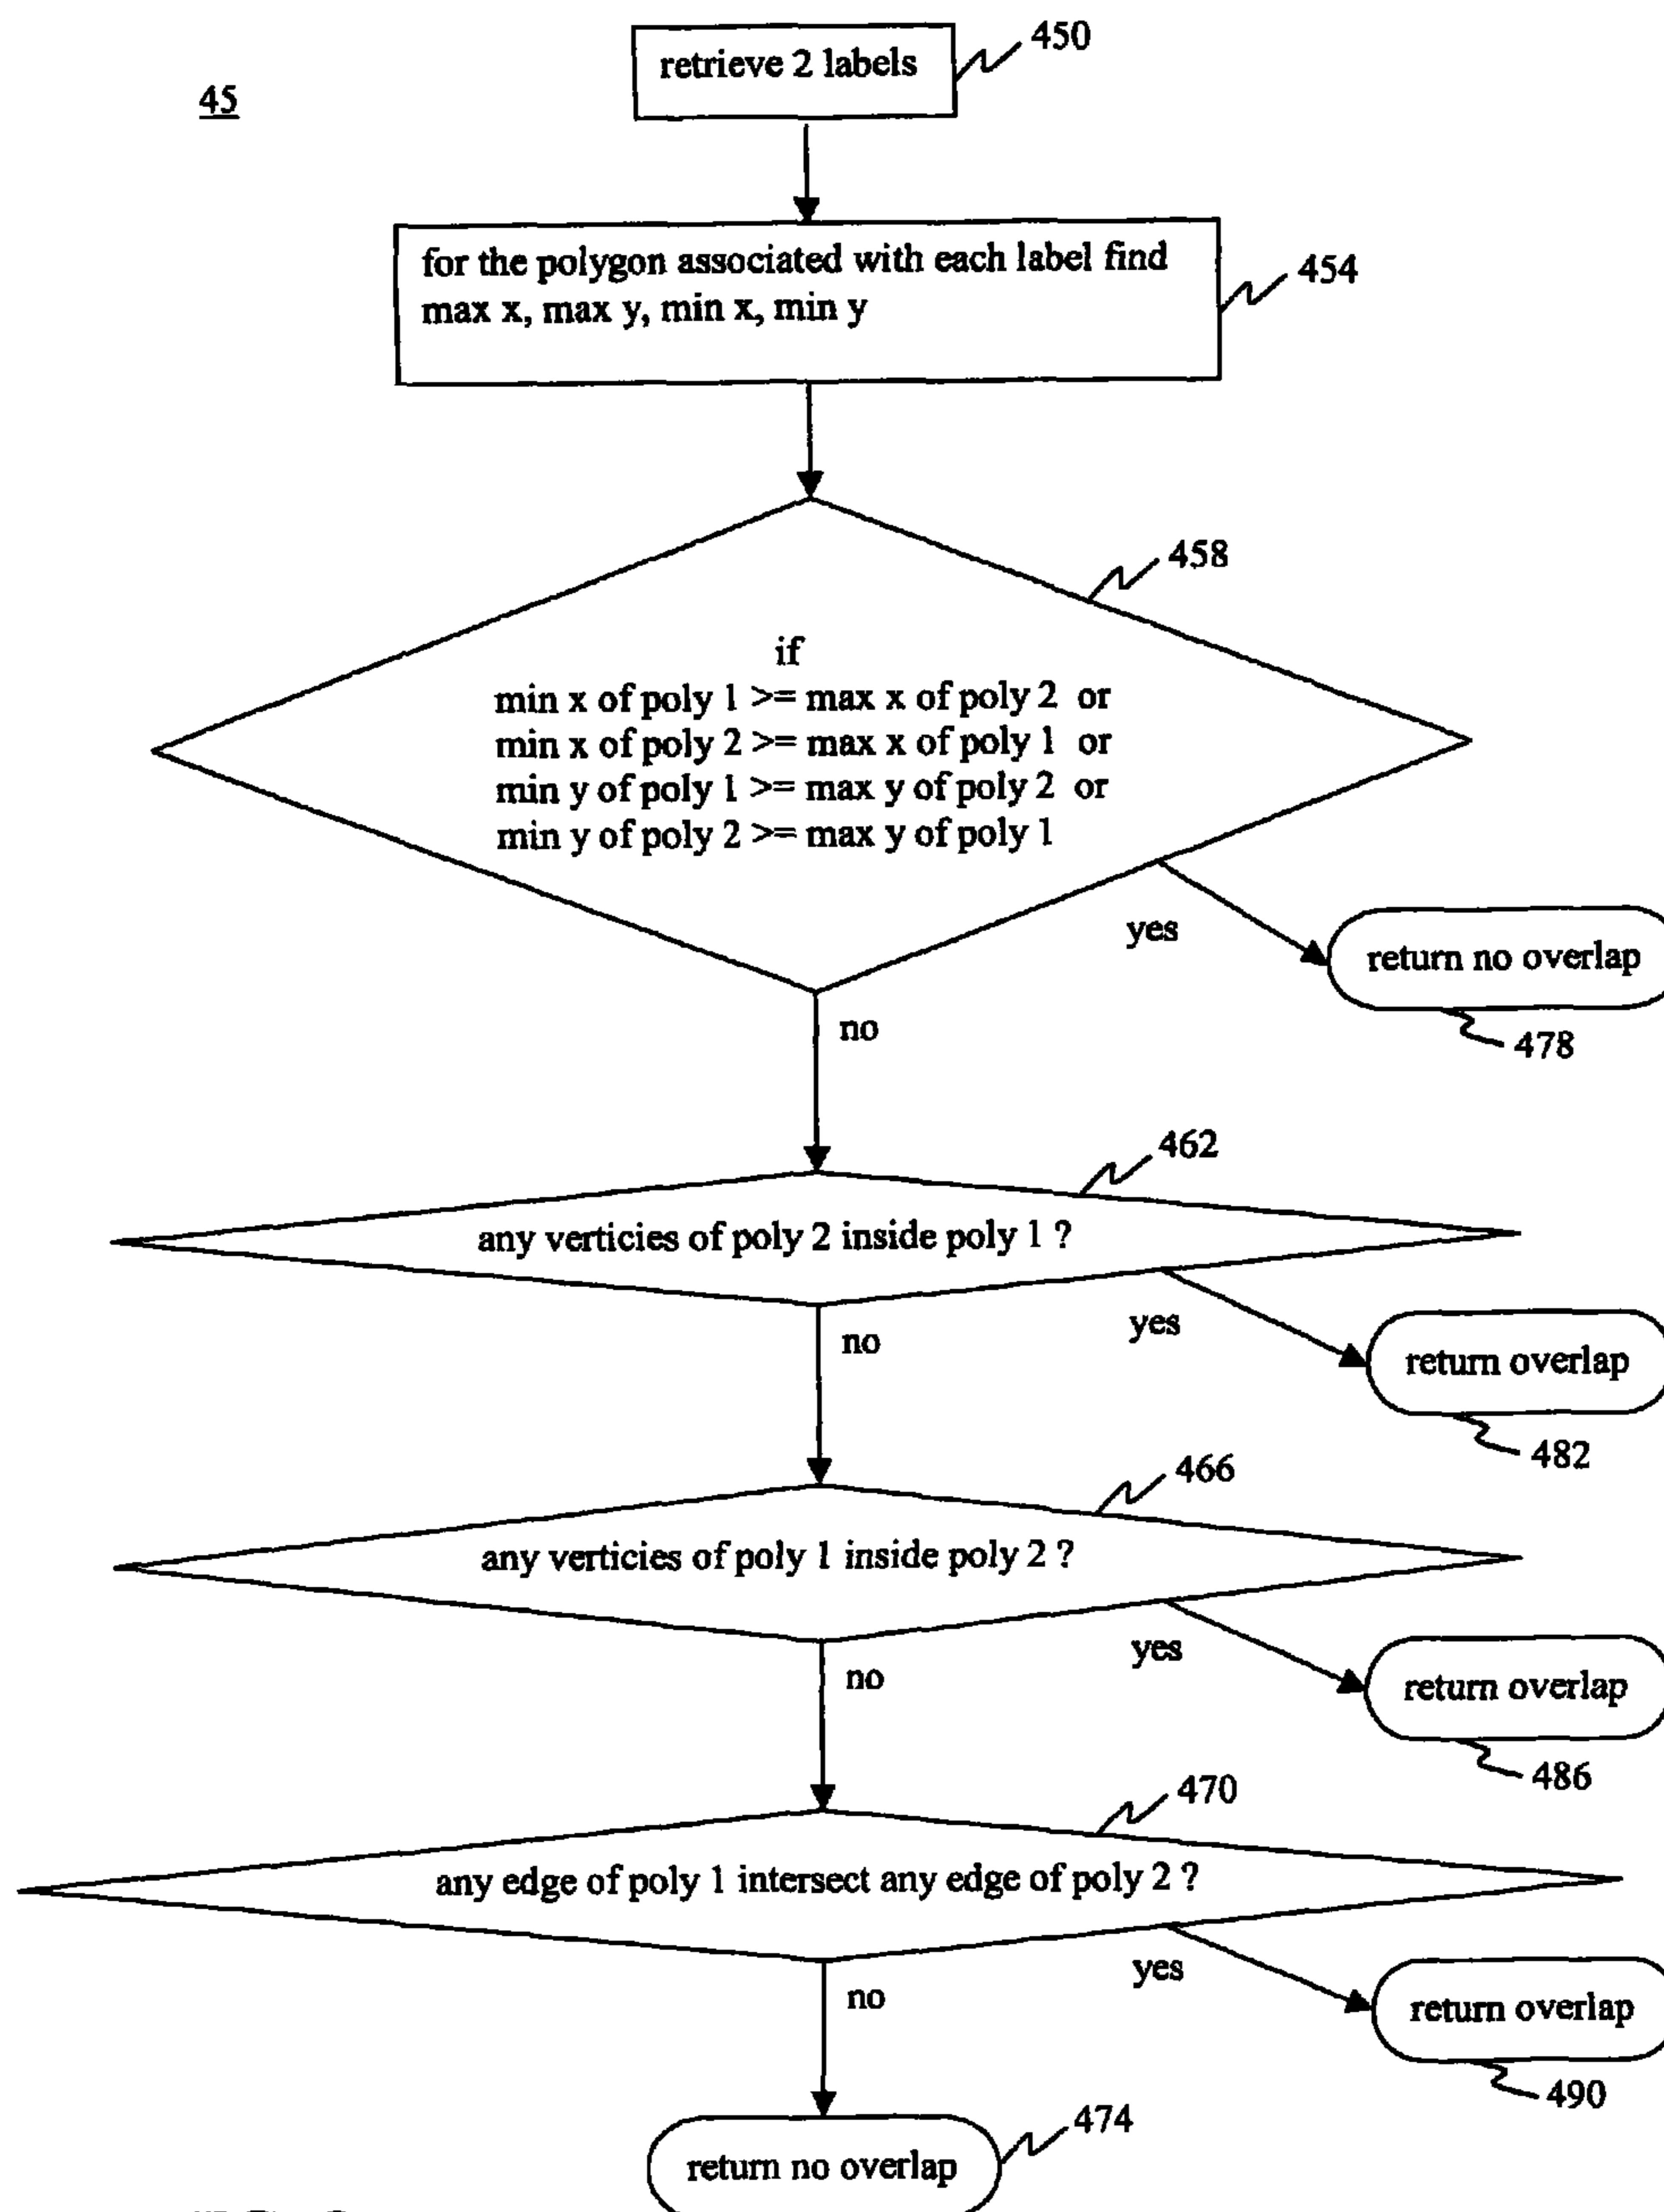 450
retrieve 2 labels
45
for the polygon associated with each label find
max x, max y, min x, min y
454
458
if
min x of poly 1 >= max x of poly 2 or
min x of poly 2 >= max x of poly 1 or
min y of poly 1 >= max y of poly 2 or
min y of poly 2 >= max y of poly 1
yes
return no overlap
no
478
462
any verticies of poly 2 inside poly 1 ?
yes
no
return overlap
482
466
any verticies of poly 1 inside poly 2 ?
yes
no
return overlap
486
470
any edge of poly 1 intersect any edge of poly 2 ?
yes
no
return overlap
490
474
return no overlap